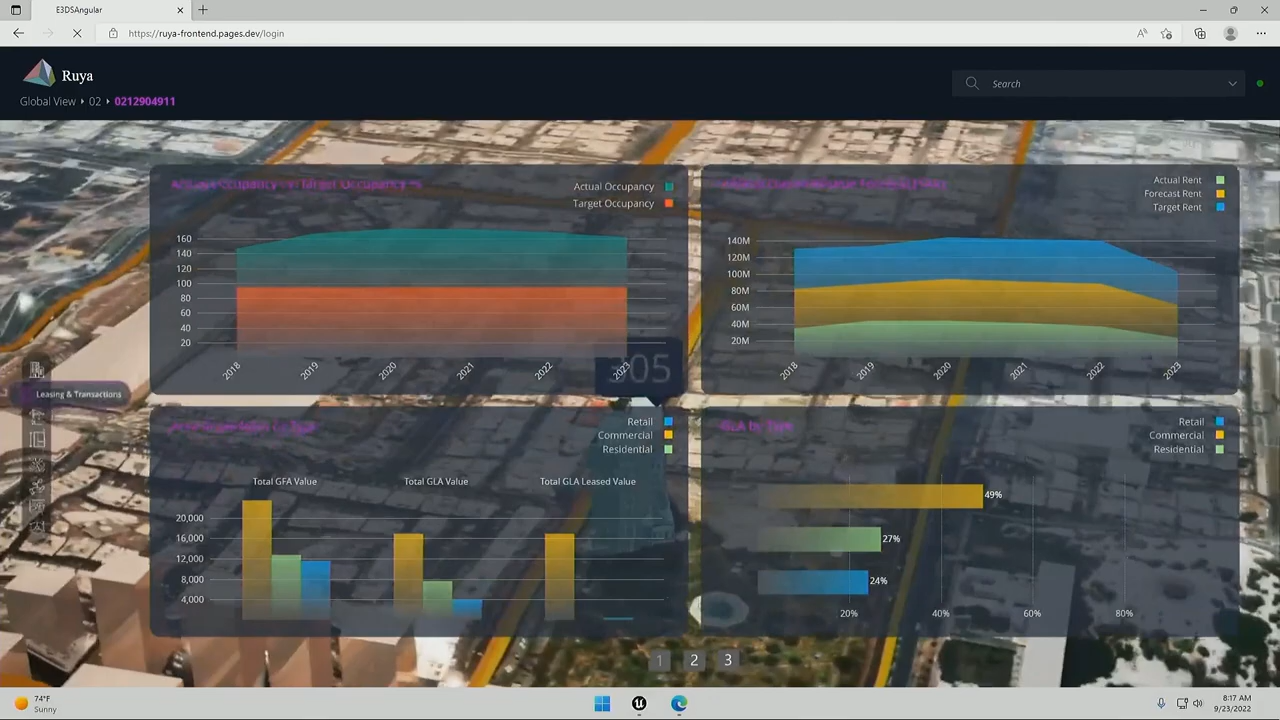 E3DSAngular
https://ruya-frontend.pages.dev/login
Ruya
Global View
02
0212904911
Search
Actual Occupancy
Target Occupancy
160
140
120
100
80
60
40
20
2018
2019
2020
2021
2022
2023
Actual Rent
Forecast Rent
Target Rent
140M
120M
100M
80M
60M
40M
20M
2018
2019
2020
2021
2022
2023
305
Leasing & Transactions
Retail
Commercial
Residential
Total GFA Value
Total GLA Value
Total GLA Leased Value
20,000
16,000
12,000
8,000
4,000
GLA by Type
Retail
Commercial
Residential
49%
27%
24%
20%
40%
60%
80%
1 2 3
74°F
Sunny
8:17 AM
9/23/2022